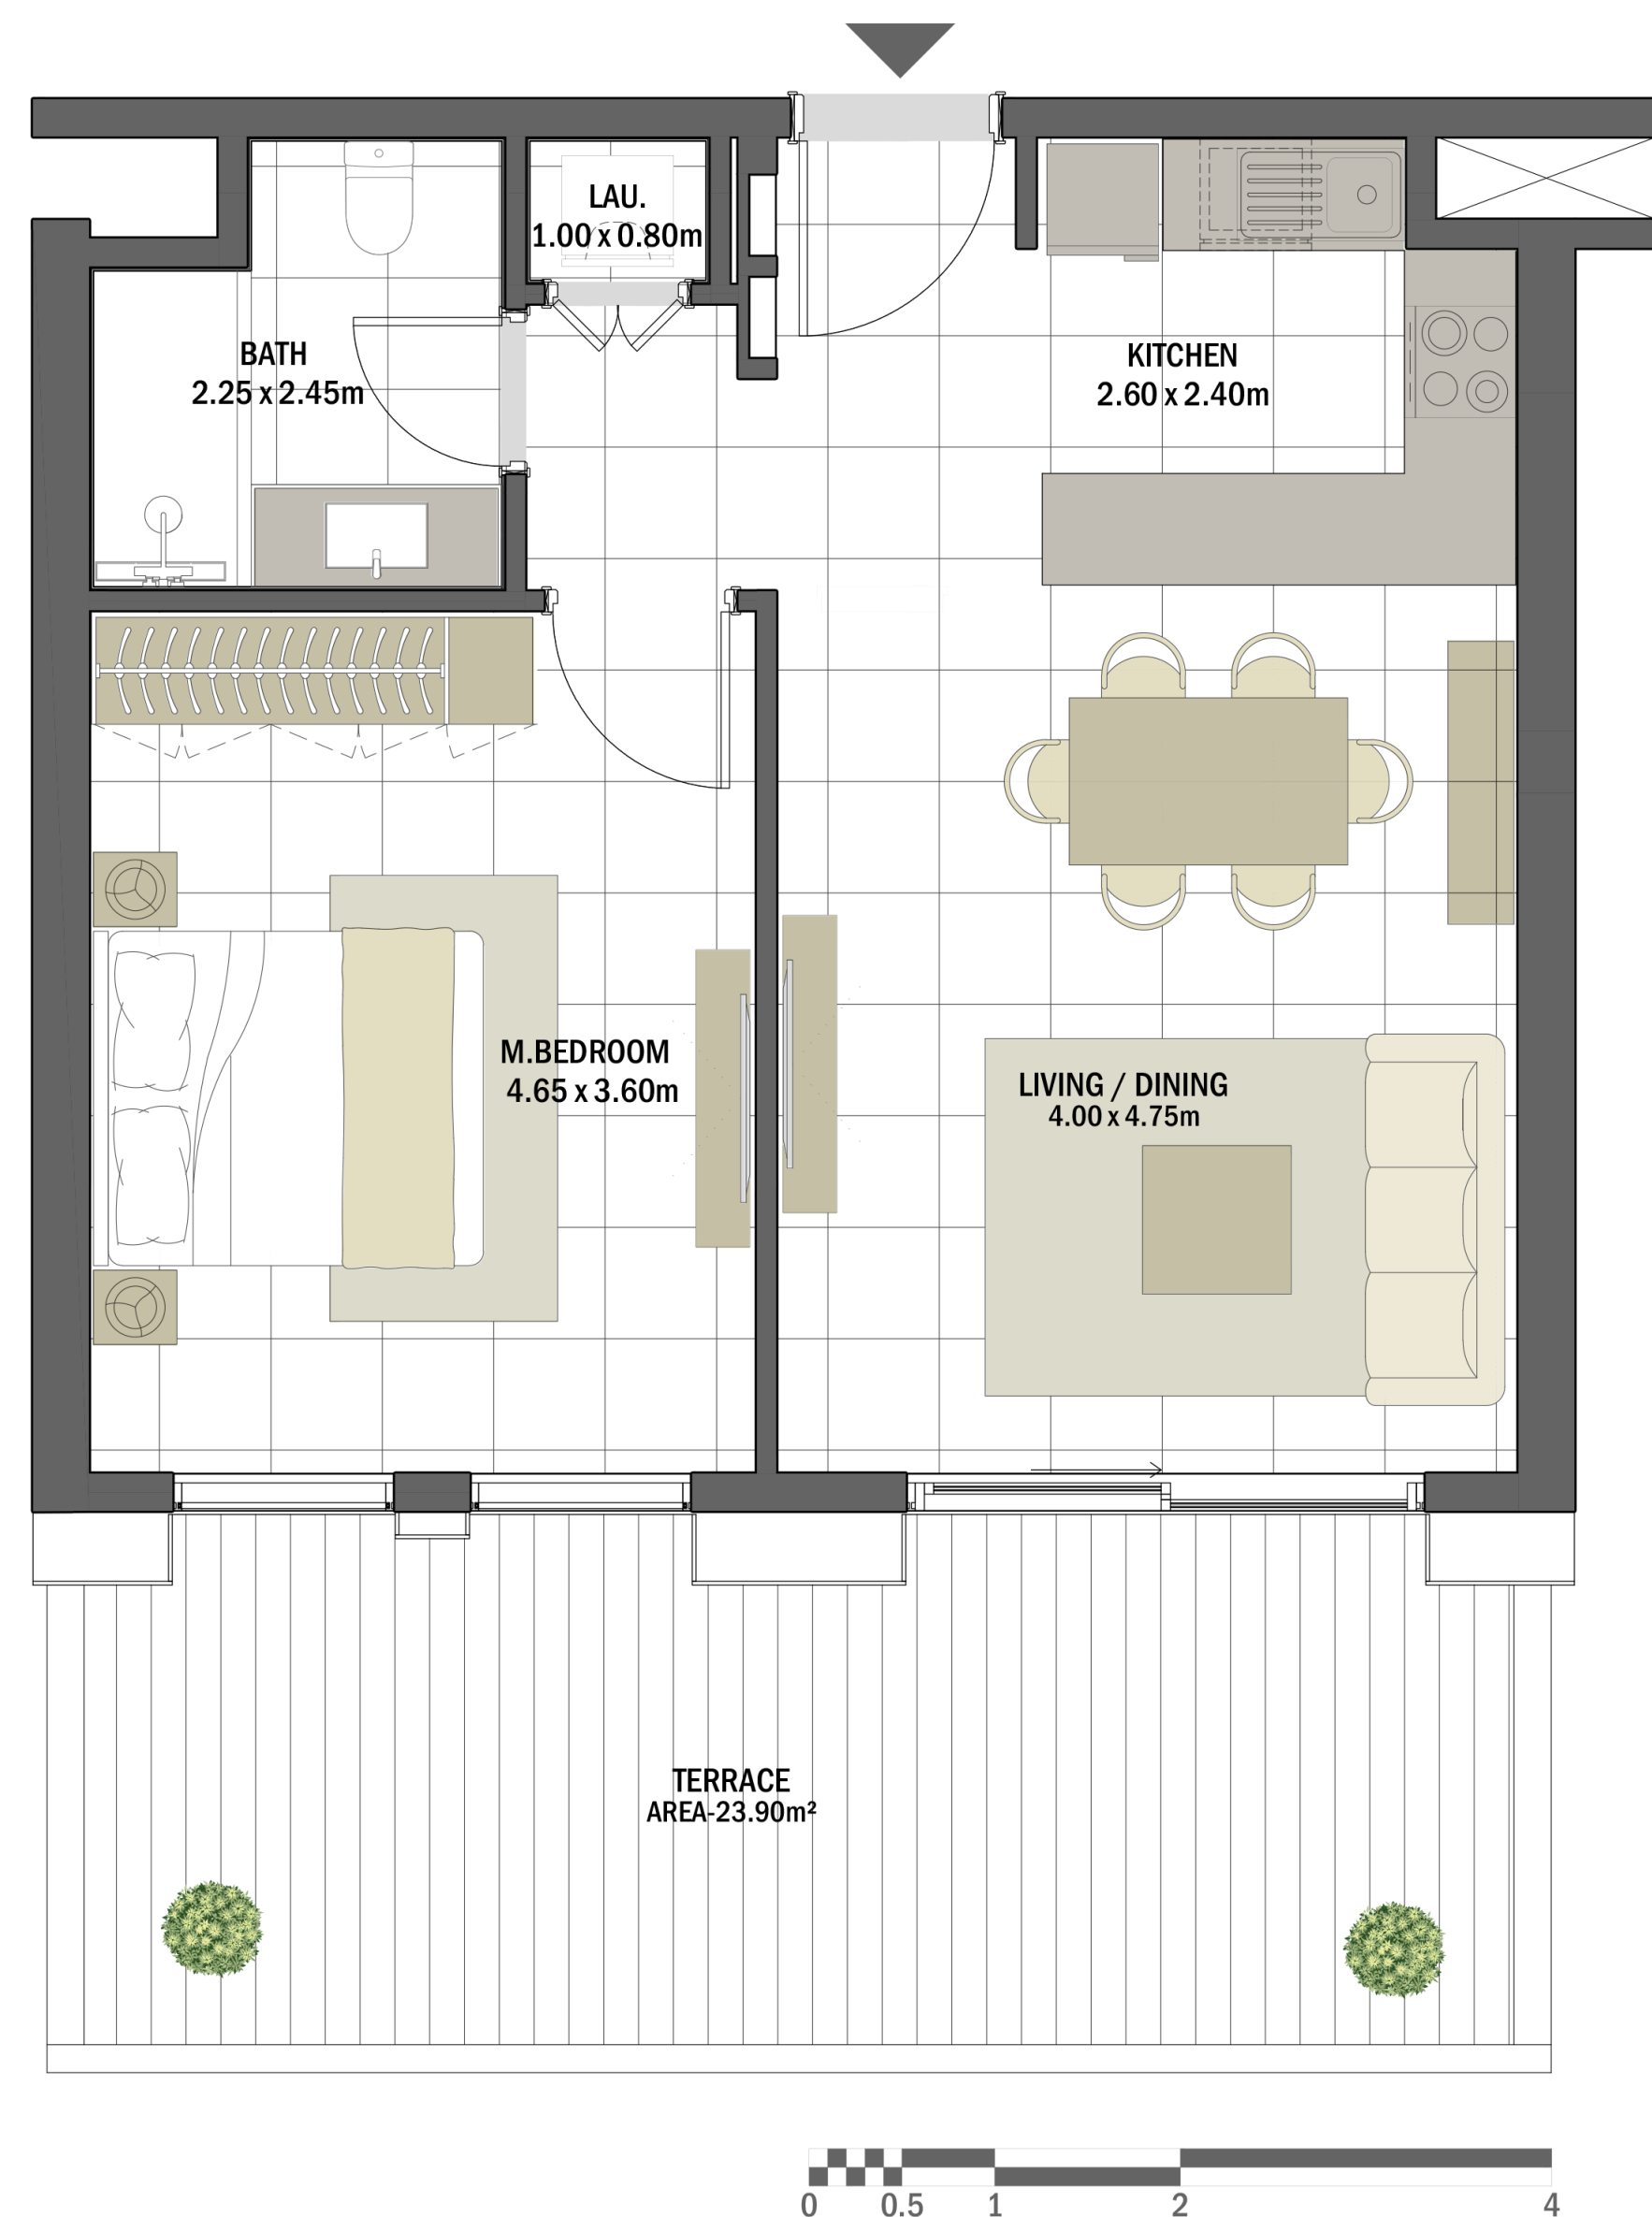 LAU.
1.00 x 0.80m
BATH
2.25 x 2.45m
KITCHEN
2.60 x 2.40m
M.BEDROOM
4.65 x 3.60m
LIVING / DINING
4.00 x 4.75m
TERRACE
AREA-23.90m²
0 0.5 1 2 4